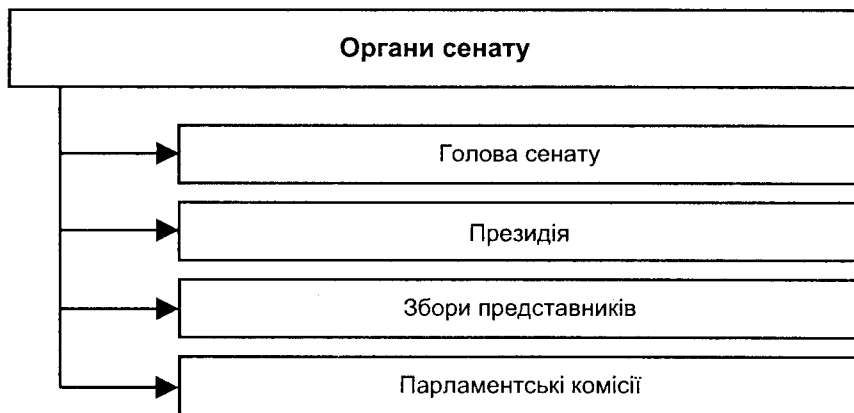 Органи сенату
Голова сенату
Президія
Збори представників
Парламентські комісії